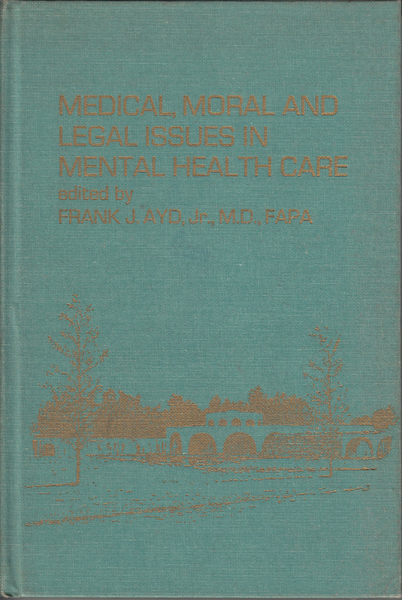 MEDICAL, MORAL AND
LEGAL ISSUES IN
MENTAL HEALTH CARE
edited by
FRANK J. AYD, Jr., M.D., FAPA